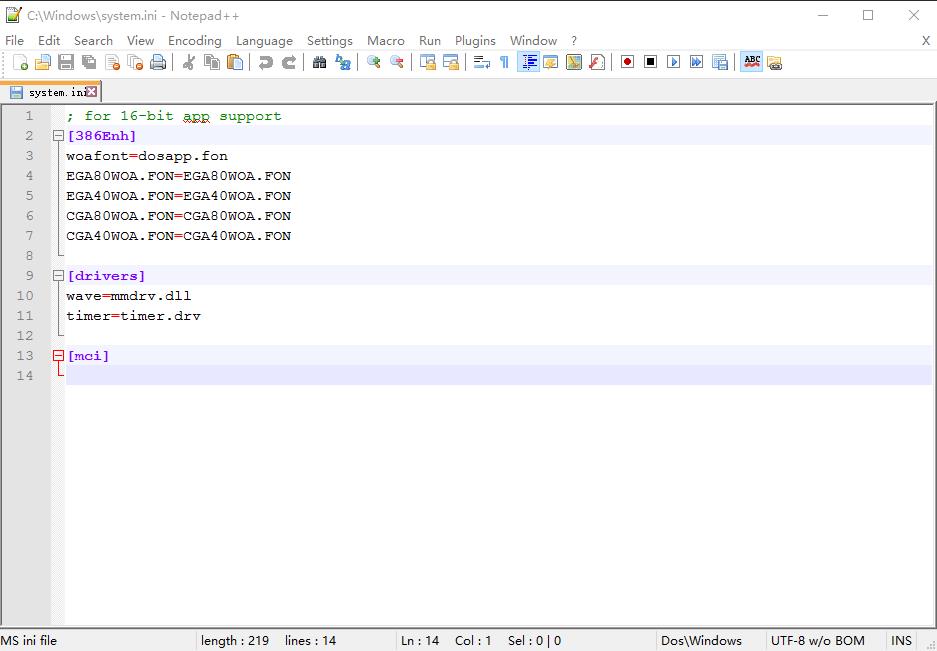 C:\Windows\system.ini - Notepad++
File Edit Search View Encoding Language Settings Macro Run Plugins Window ? X
ABC
system.ini
1 ; for 16-bit app support
2 [386Enh]
3 woafont=dosapp.fon
4 EGA80WOA.FON=EGA80WOA.FON
5 EGA40WOA.FON=EGA40WOA.FON
6 CGA80WOA.FON=CGA80WOA.FON
7 CGA40WOA.FON=CGA40WOA.FON
8
9 [drivers]
10 wave=mmdrv.dll
11 timer=timer.drv
12
13 [mci]
14
MS ini file length : 219 lines : 14 Ln : 14 Col : 1 Sel : 0 | 0 Dos\Windows UTF-8 w/o BOM INS